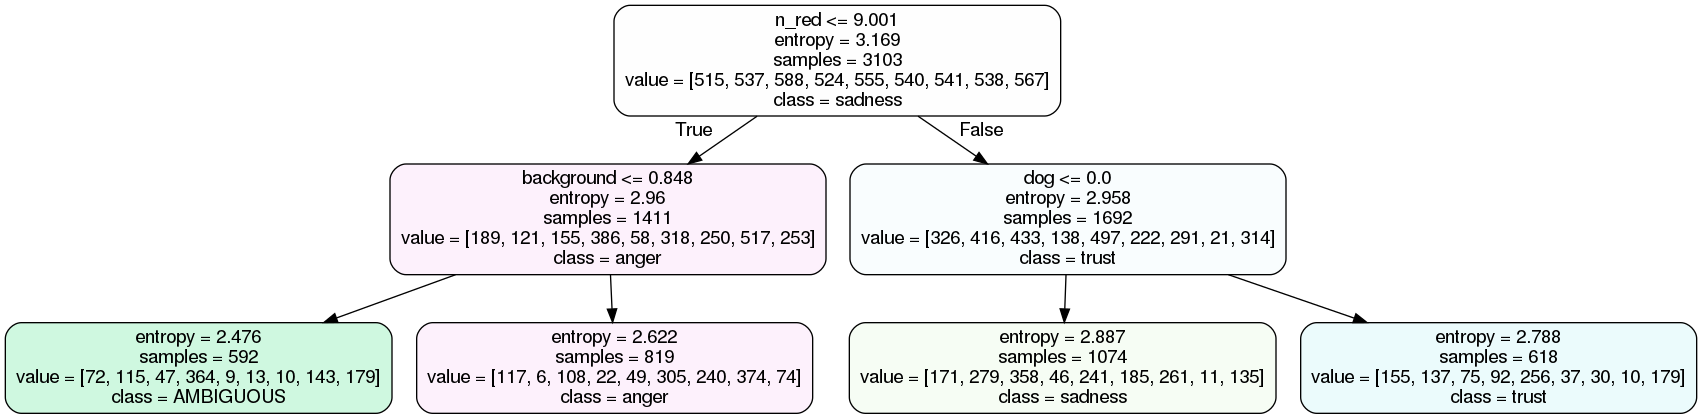 n_red <= 9.001
entropy = 3.169
samples = 3103
value = [515, 537, 588, 524, 555, 540, 541, 538, 567]
class = sadness
True
False
background <= 0.848
entropy = 2.96
samples = 1411
value = [189, 121, 155, 386, 58, 318, 250, 517, 253]
class = anger
dog <= 0.0
entropy = 2.958
samples = 1692
value = [326, 416, 433, 138, 497, 222, 291, 21, 314]
class = trust
entropy = 2.476
samples = 592
value = [72, 115, 47, 364, 9, 13, 10, 143, 179]
class = AMBIGUOUS
entropy = 2.622
samples = 819
value = [117, 6, 108, 22, 49, 305, 240, 374, 74]
class = anger
entropy = 2.887
samples = 1074
value = [171, 279, 358, 46, 241, 185, 261, 11, 135]
class = sadness
entropy = 2.788
samples = 618
value = [155, 137, 75, 92, 256, 37, 30, 10, 179]
class = trust